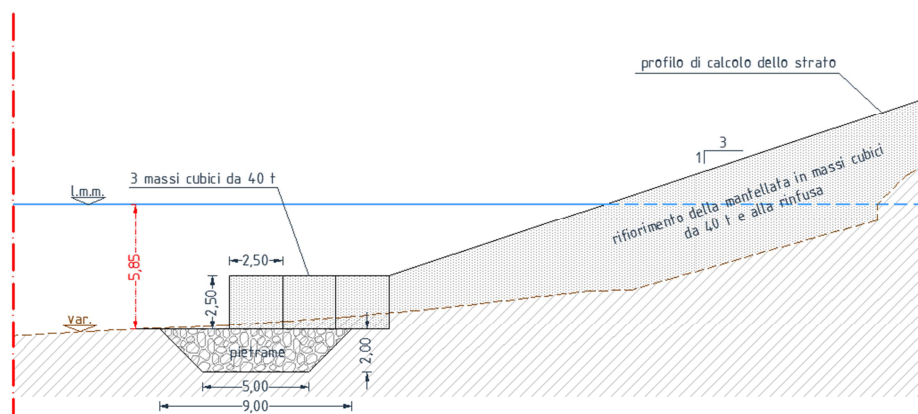 profilo di calcolo dello strato
3
1
3 massi cubici da 40 t
l.m.m.
rifiorimento della mantellata in massi cubici
da 40 t e alla rinfusa
5,85
2,50
2,50
var.
pietrame
2,00
5,00
9,00